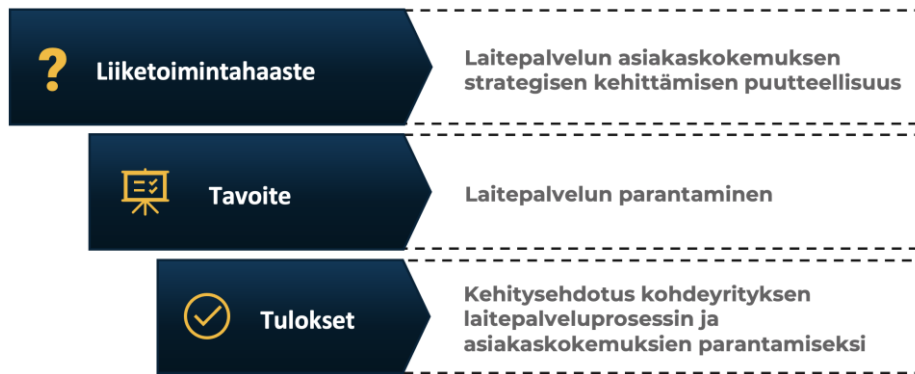 Liiketoimintahaaste
Laitepalvelun asiakaskokemuksen
strategisen kehittämisen puutteellisuus
Tavoite
Laitepalvelun parantaminen
Tulokset
Kehitysehdotus kohdeyrityksen
laitepalveluprosessin ja
asiakaskokemuksien parantamiseksi